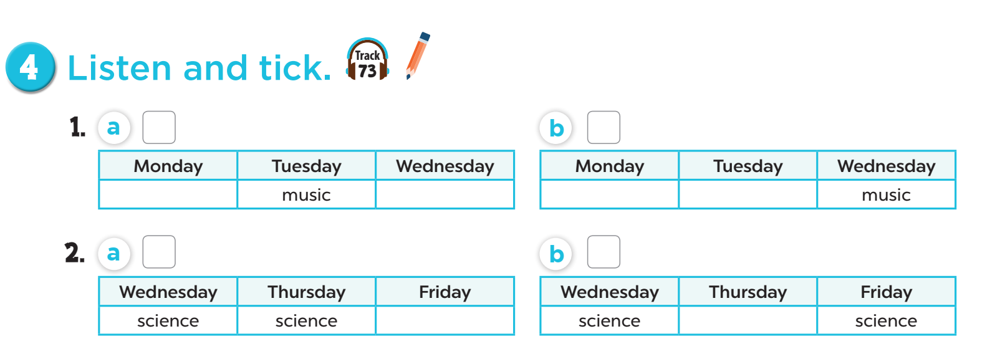 4 Listen and tick. Track 73
1. a b
Monday Tuesday Wednesday Monday Tuesday Wednesday
music music
2. a b
Wednesday Thursday Friday Wednesday Thursday Friday
science science science science